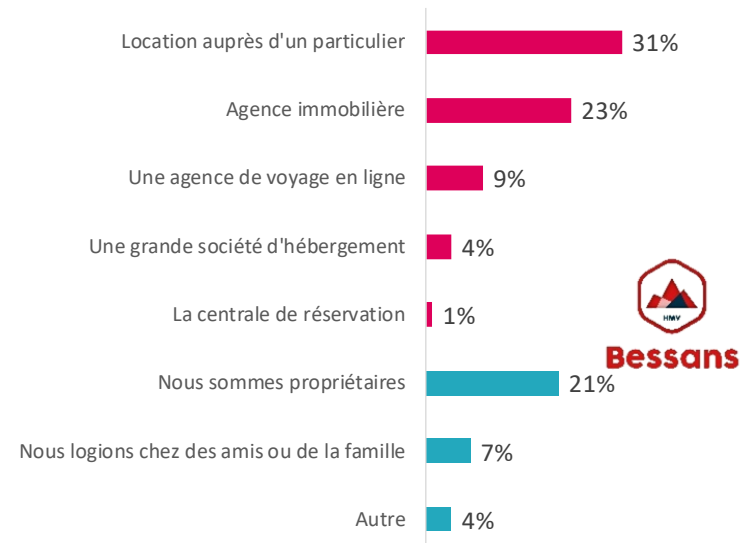 Location auprès d'un particulier 31%
Agence immobilière 23%
Une agence de voyage en ligne 9%
Une grande société d'hébergement 4%
La centrale de réservation 1%
HMV
Bessans
Nous sommes propriétaires 21%
Nous logions chez des amis ou de la famille 7%
Autre 4%